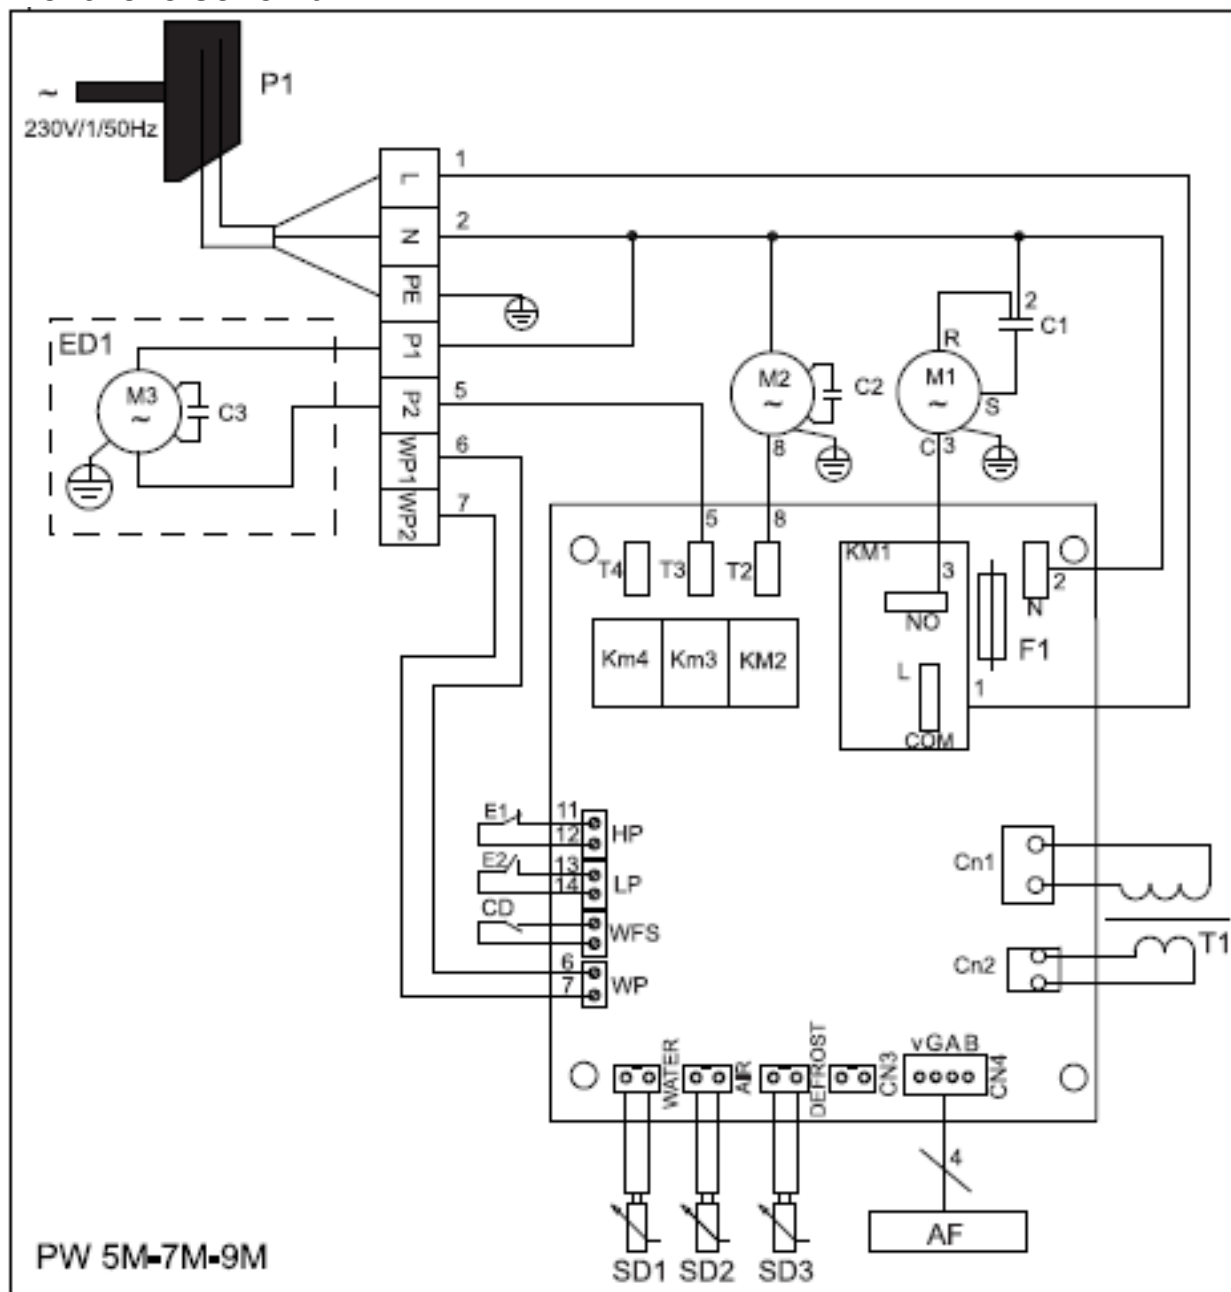 P1
~
230V/1/50Hz
L
1
N
2
PE
P1
P2
5
WP1
6
WP2
7
ED1
M3
~
C3
M2
~
C2
8
2
C1
R
M1
~
S
C
3
5
8
T4
T3
T2
KM1
3
NO
N
2
F1
Km4
Km3
KM2
L
1
COM
E1
11
12
HP
E2
13
14
LP
CD
WFS
6
7
WP
Cn1
Cn2
T1
WATER
AIR
DEFROST
CN3
vGAB
CN4
4
AF
SD1
SD2
SD3
PW 5M-7M-9M